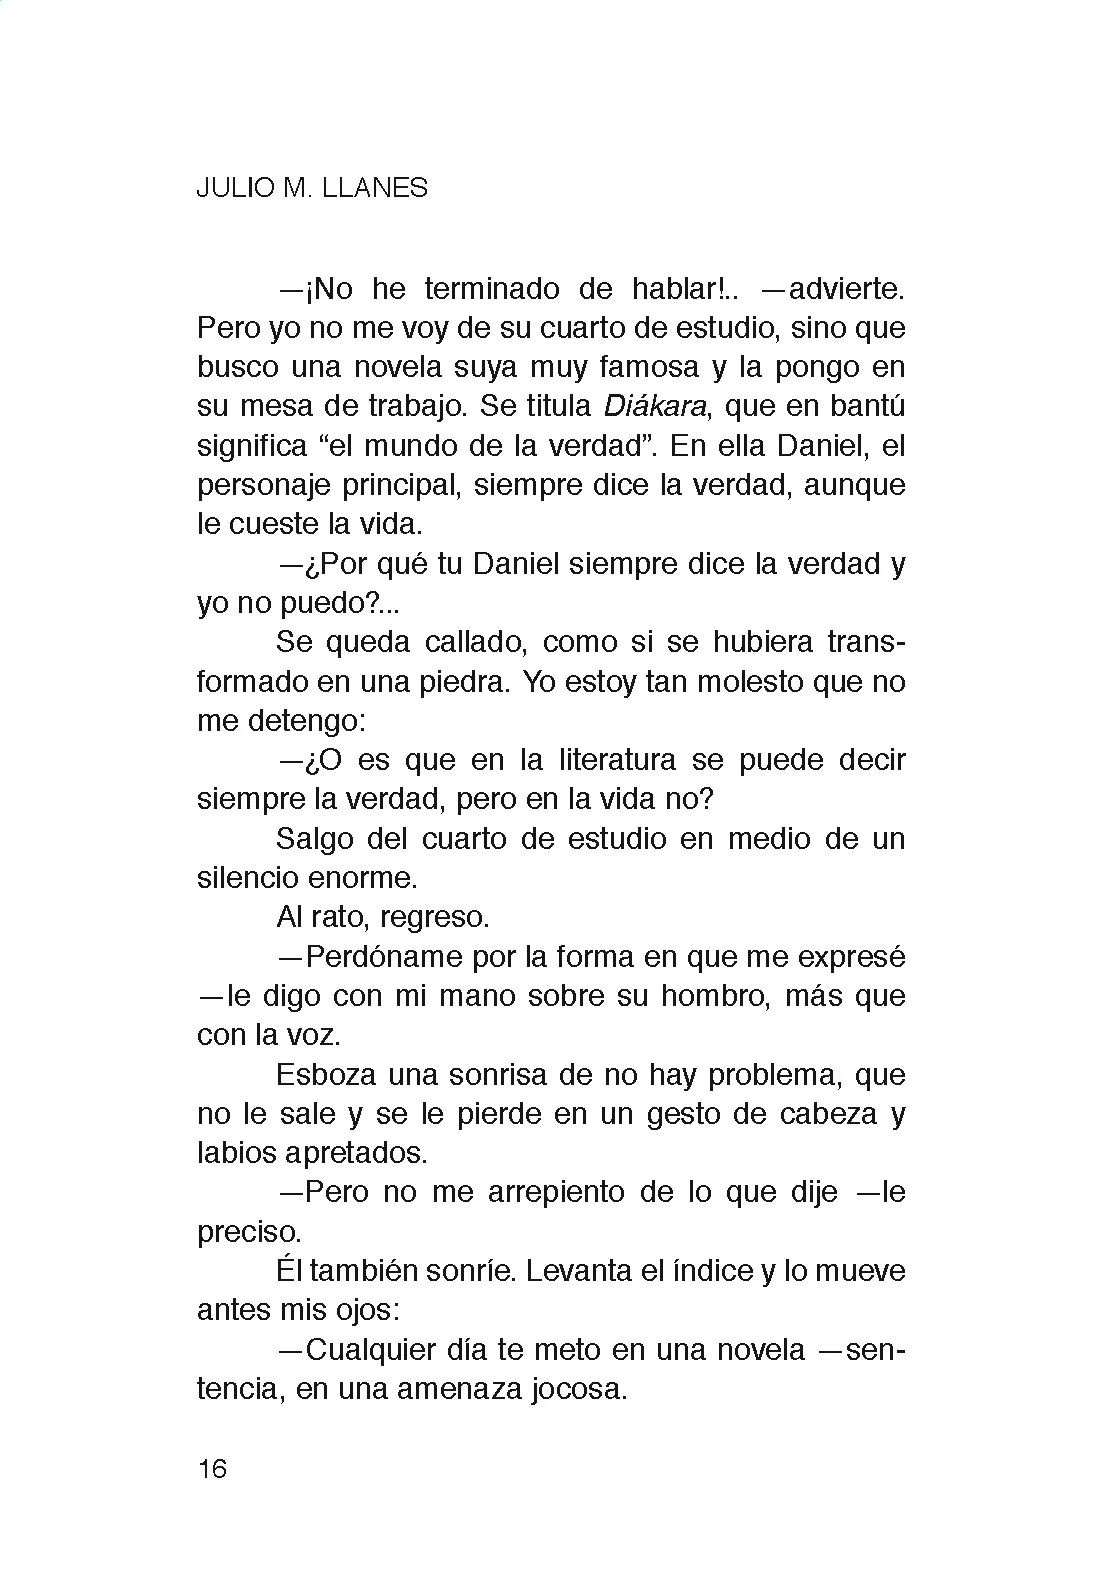 JULIO M. LLANES
—¡No he terminado de hablar!.. —advierte.
Pero yo no me voy de su cuarto de estudio, sino que
busco una novela suya muy famosa y la pongo en
su mesa de trabajo. Se titula Diákara, que en bantú
significa “el mundo de la verdad”. En ella Daniel, el
personaje principal, siempre dice la verdad, aunque
le cueste la vida.
—¿Por qué tu Daniel siempre dice la verdad y
yo no puedo?...
Se queda callado, como si se hubiera trans-
formado en una piedra. Yo estoy tan molesto que no
me detengo:
—¿O es que en la literatura se puede decir
siempre la verdad, pero en la vida no?
Salgo del cuarto de estudio en medio de un
silencio enorme.
Al rato, regreso.
—Perdóname por la forma en que me expresé
—le digo con mi mano sobre su hombro, más que
con la voz.
Esboza una sonrisa de no hay problema, que
no le sale y se le pierde en un gesto de cabeza y
labios apretados.
—Pero no me arrepiento de lo que dije —le
preciso.
Él también sonríe. Levanta el índice y lo mueve
antes mis ojos:
—Cualquier día te meto en una novela —sen-
tencia, en una amenaza jocosa.
16